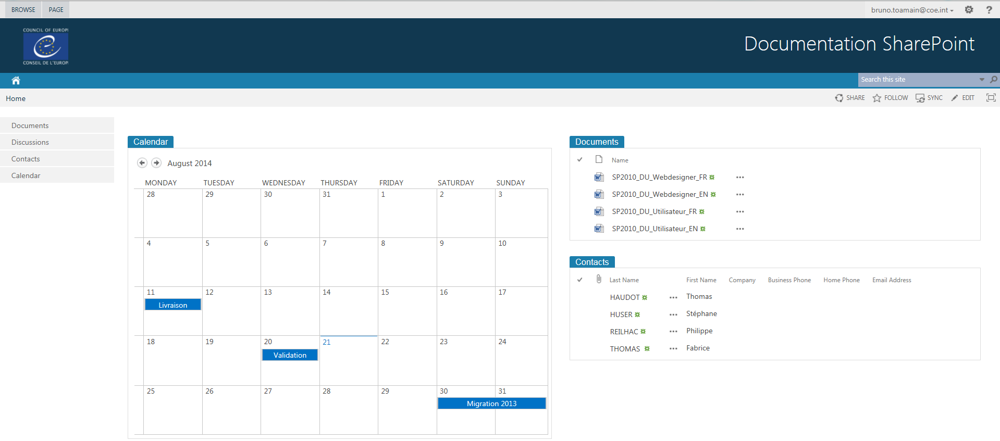 BROWSE PAGE bruno.toamain@coe.int
COUNCIL OF EUROP
CONSEIL DE L'EUROP
Documentation SharePoint
Search this site
Home SHARE FOLLOW SYNC EDIT
Documents
Discussions
Contacts
Calendar
Calendar
August 2014
MONDAY TUESDAY WEDNESDAY THURSDAY FRIDAY SATURDAY SUNDAY
28 29 30 31 1 2 3
4 5 6 7 8 9 10
11 12 13 14 15 16 17
Livraison
18 19 20 21 22 23 24
Validation
25 26 27 28 29 30 31
Migration 2013
Documents
Name
SP2010_DU_Webdesigner_FR
SP2010_DU_Webdesigner_EN
SP2010_DU_Utilisateur_FR
SP2010_DU_Utilisateur_EN
Contacts
Last Name First Name Company Business Phone Home Phone Email Address
HAUDOT Thomas
HUSER Stéphane
REILHAC Philippe
THOMAS Fabrice